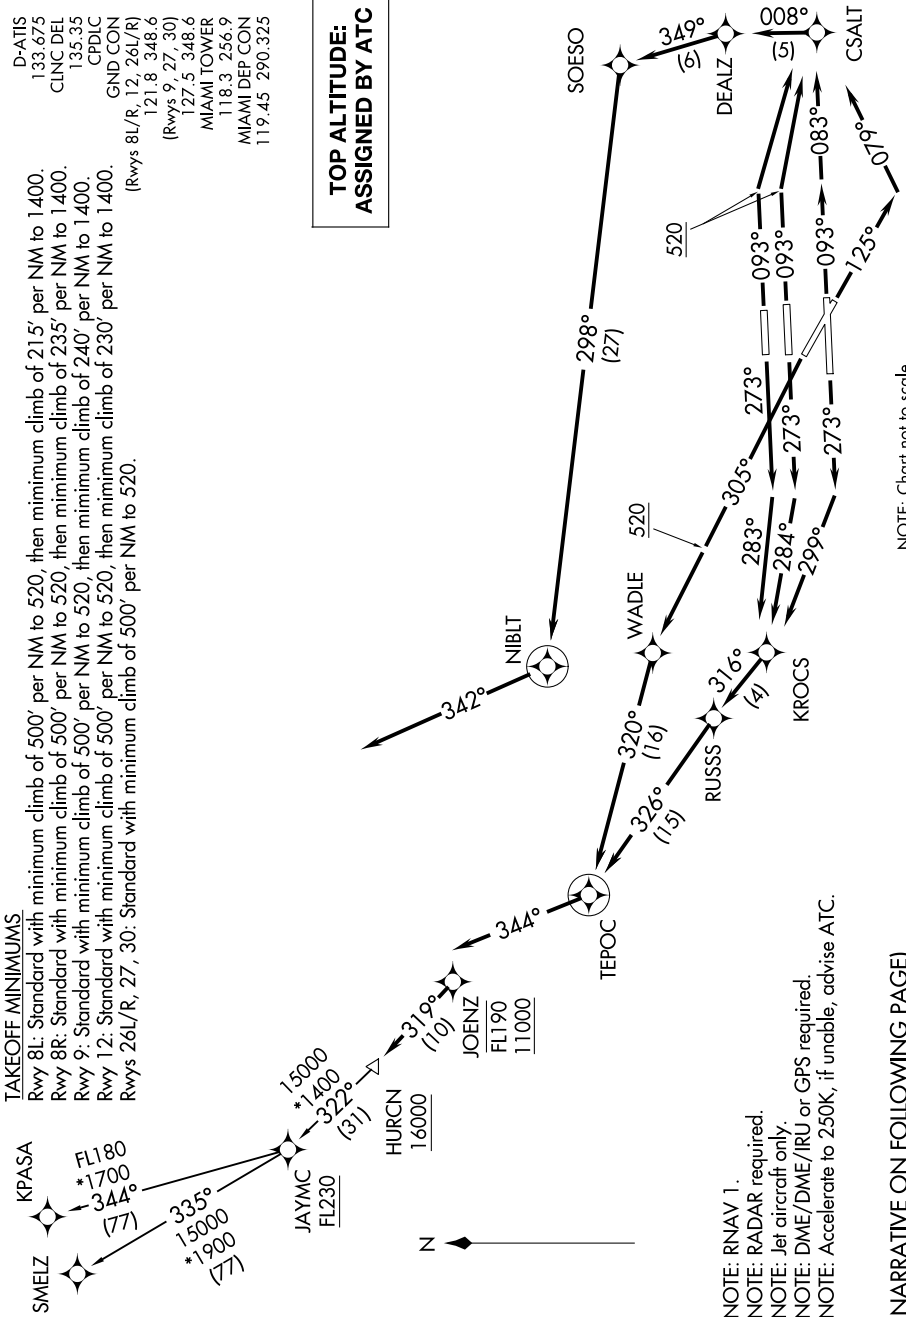 TAKEOFF MINIMUMS
Rwy 8L: Standard with minimum climb of 500' per NM to 520, then mimimum climb of 215' per NM to 1400.
Rwy 8R: Standard with minimum climb of 500' per NM to 520, then mimimum climb of 235' per NM to 1400.
Rwy 9: Standard with minimum climb of 500' per NM to 520, then minimum climb of 240' per NM to 1400.
Rwy 12: Standard with minimum climb of 500' per NM to 520, then minimum climb of 230' per NM to 1400.
Rwys 26L/R, 27, 30: Standard with minimum climb of 500' per NM to 520.
D-ATIS
133.675
CLNC DEL
135.35
CPDLC
GND CON
(Rwys 8L/R, 12, 26L/R)
121.8 348.6
(Rwys 9, 27, 30)
127.5 348.6
MIAMI TOWER
118.3 256.9
MIAMI DEP CON
119.45 290.325
TOP ALTITUDE:
ASSIGNED BY ATC
SMELZ
KPASA
FL180
*1700
344°
(77)
335°
15000
*1900
(77)
JAYMC
FL230
15000
*1400
322°
(31)
HURCN
16000
319°
(10)
JOENZ
FL190
11000
344°
TEPOC
342°
NIBLT
298°
(27)
SOESO
349°
(6)
DEALZ
008°
(5)
CSALT
320°
(16)
WADLE
520
305°
326°
(15)
RUSSS
316°
(4)
KROCS
283°
284°
299°
273°
273°
273°
093°
093°
093°
520
083°
079°
125°
N
NOTE: RNAV 1.
NOTE: RADAR required.
NOTE: Jet aircraft only.
NOTE: DME/DME/IRU or GPS required.
NOTE: Accelerate to 250K, if unable, advise ATC.
NOTE: Chart not to scale
NARRATIVE ON FOLLOWING PAGE)